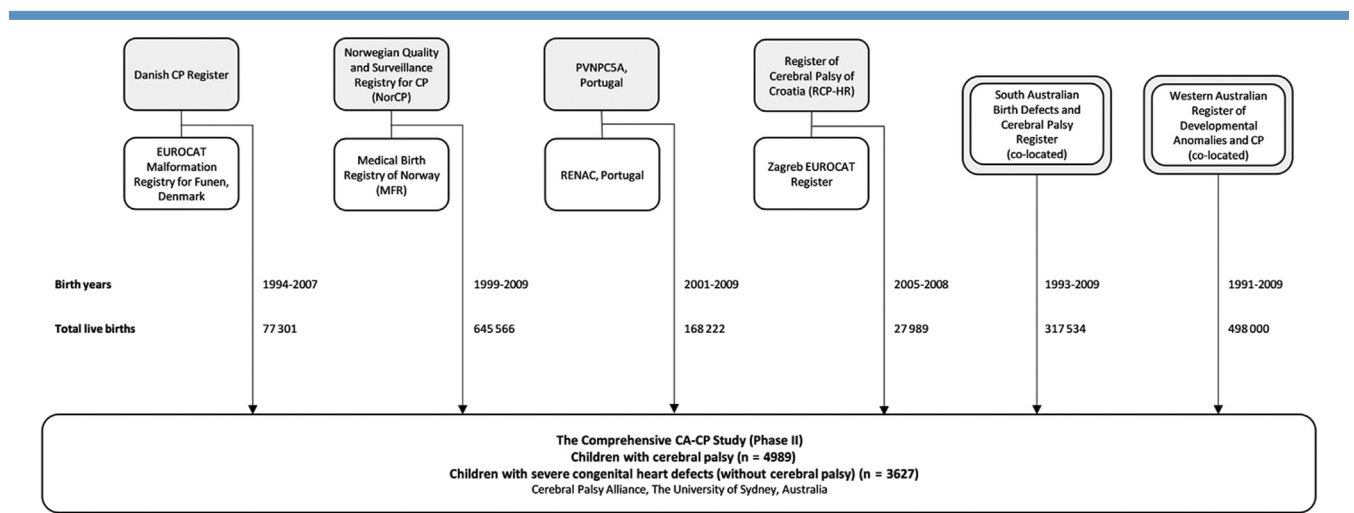 Danish CP Register
Norwegian Quality
and Surveillance
Registry for CP
(NorCP)
PVNPC5A,
Portugal
Register of
Cerebral Palsy of
Croatia (RCP-HR)
South Australian
Birth Defects and
Cerebral Palsy
Register
(co-located)
Western Australian
Register of
Developmental
Anomalies and CP
(co-located)
EUROCAT
Malformation
Registry for Funen,
Denmark
Medical Birth
Registry of Norway
(MFR)
RENAC, Portugal
Zagreb EUROCAT
Register
Birth years 1994-2007 1999-2009 2001-2009 2005-2008 1993-2009 1991-2009
Total live births 77 301 645 566 168 222 27 989 317 534 498 000
The Comprehensive CA-CP Study (Phase II)
Children with cerebral palsy (n = 4989)
Children with severe congenital heart defects (without cerebral palsy) (n = 3627)
Cerebral Palsy Alliance, The University of Sydney, Australia